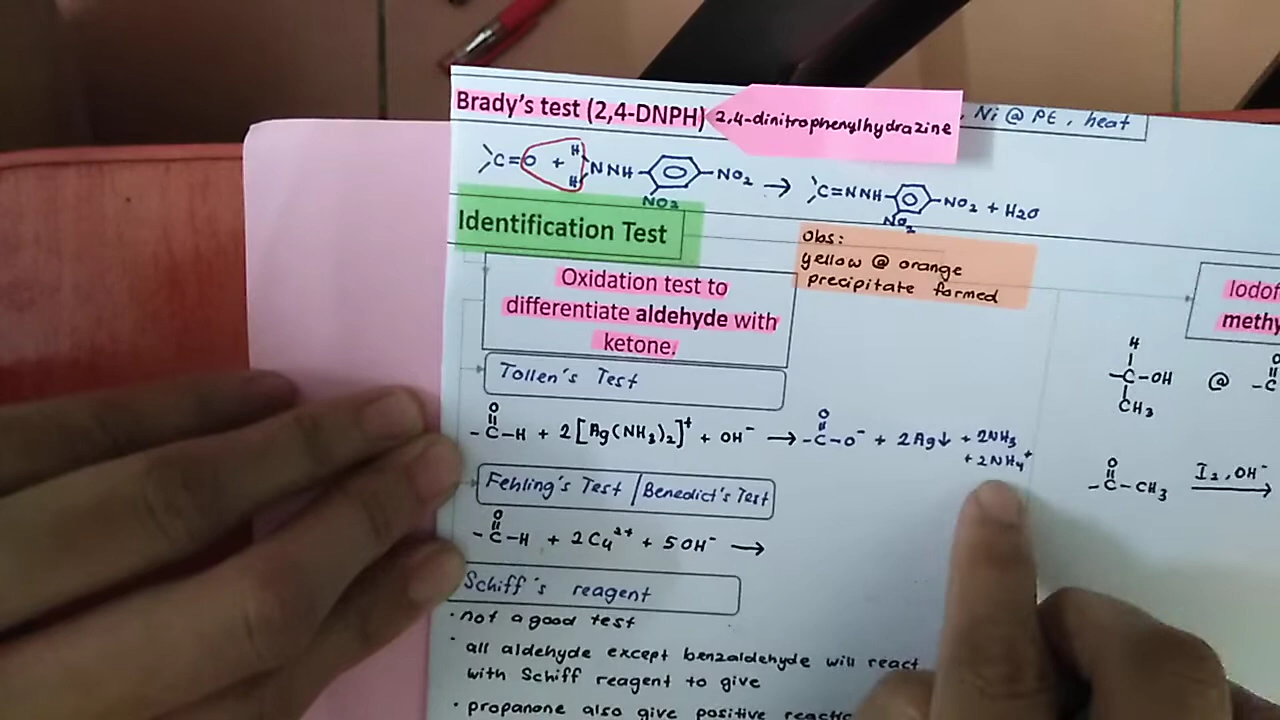 Brady's test (2,4-DNPH) 2,4-dinitrophenylhydrazine
, Ni @ Pt , heat
>C=O + H H NNH- -NO2 NO2 → >C=NNH- -NO2 NO2 + H2O
Identification Test
Obs:
yellow @ orange
precipitate formed
Oxidation test to
differentiate aldehyde with
ketone.
Tollen's Test
-C-H O + 2[Ag(NH3)2]+ + OH- → -C-O- O + 2Ag↓ + 2NH3
+ 2NH4+
Fehling's Test / Benedict's Test
-C-H O + 2Cu2+ + 5OH- →
Schiff's reagent
• not a good test
• all aldehyde except benzaldehyde will react
with Schiff reagent to give
• propanone also give positive
H
-C-OH @ -C O
CH3
O
-C-CH3 I2, OH- →